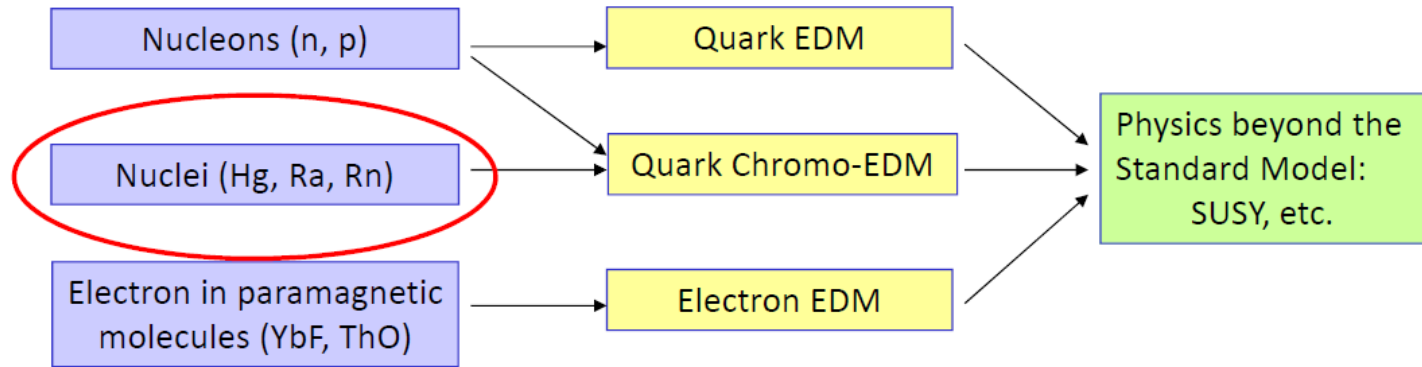 Nucleons (n, p)
Quark EDM
Physics beyond the
Standard Model:
SUSY, etc.
Nuclei (Hg, Ra, Rn)
Quark Chromo-EDM
Electron in paramagnetic
molecules (YbF, ThO)
Electron EDM